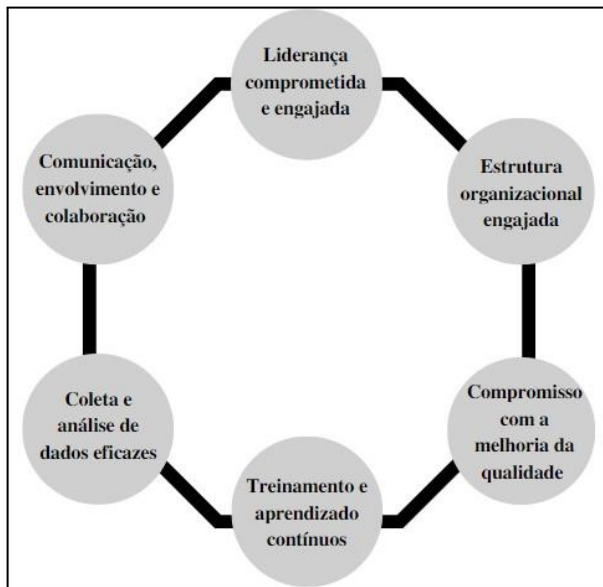 Liderança
comprometida
e engajada
Estrutura
organizacional
engajada
Compromisso
com a
melhoria da
qualidade
Treinamento e
aprendizado
contínuos
Coleta e
análise de
dados eficazes
Comunicação,
envolvimento e
colaboração